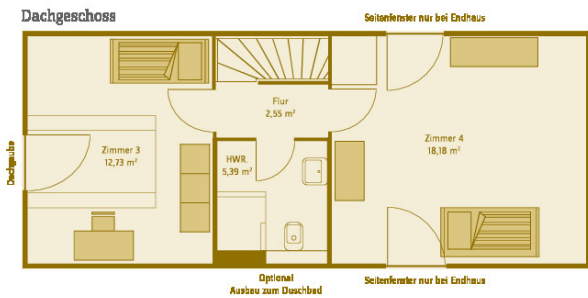 Dachgeschoss
Seitenfenster nur bei Endhaus
Flur
2,55 m²
Zimmer 3
12,73 m²
Zimmer 4
18,18 m²
HWR.
5,39 m²
Dachgaube
Optional
Ausbau zum Duschbad
Seitenfenster nur bei Endhaus